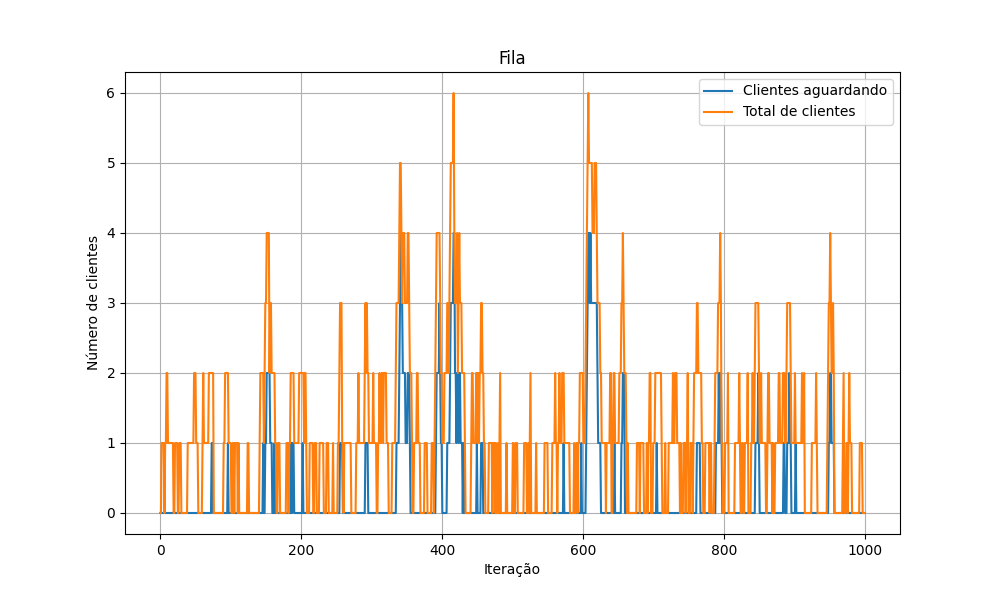 Fila
Clientes aguardando
Total de clientes
6
5
4
3
2
1
0
Número de clientes
0 200 400 600 800 1000
Iteração